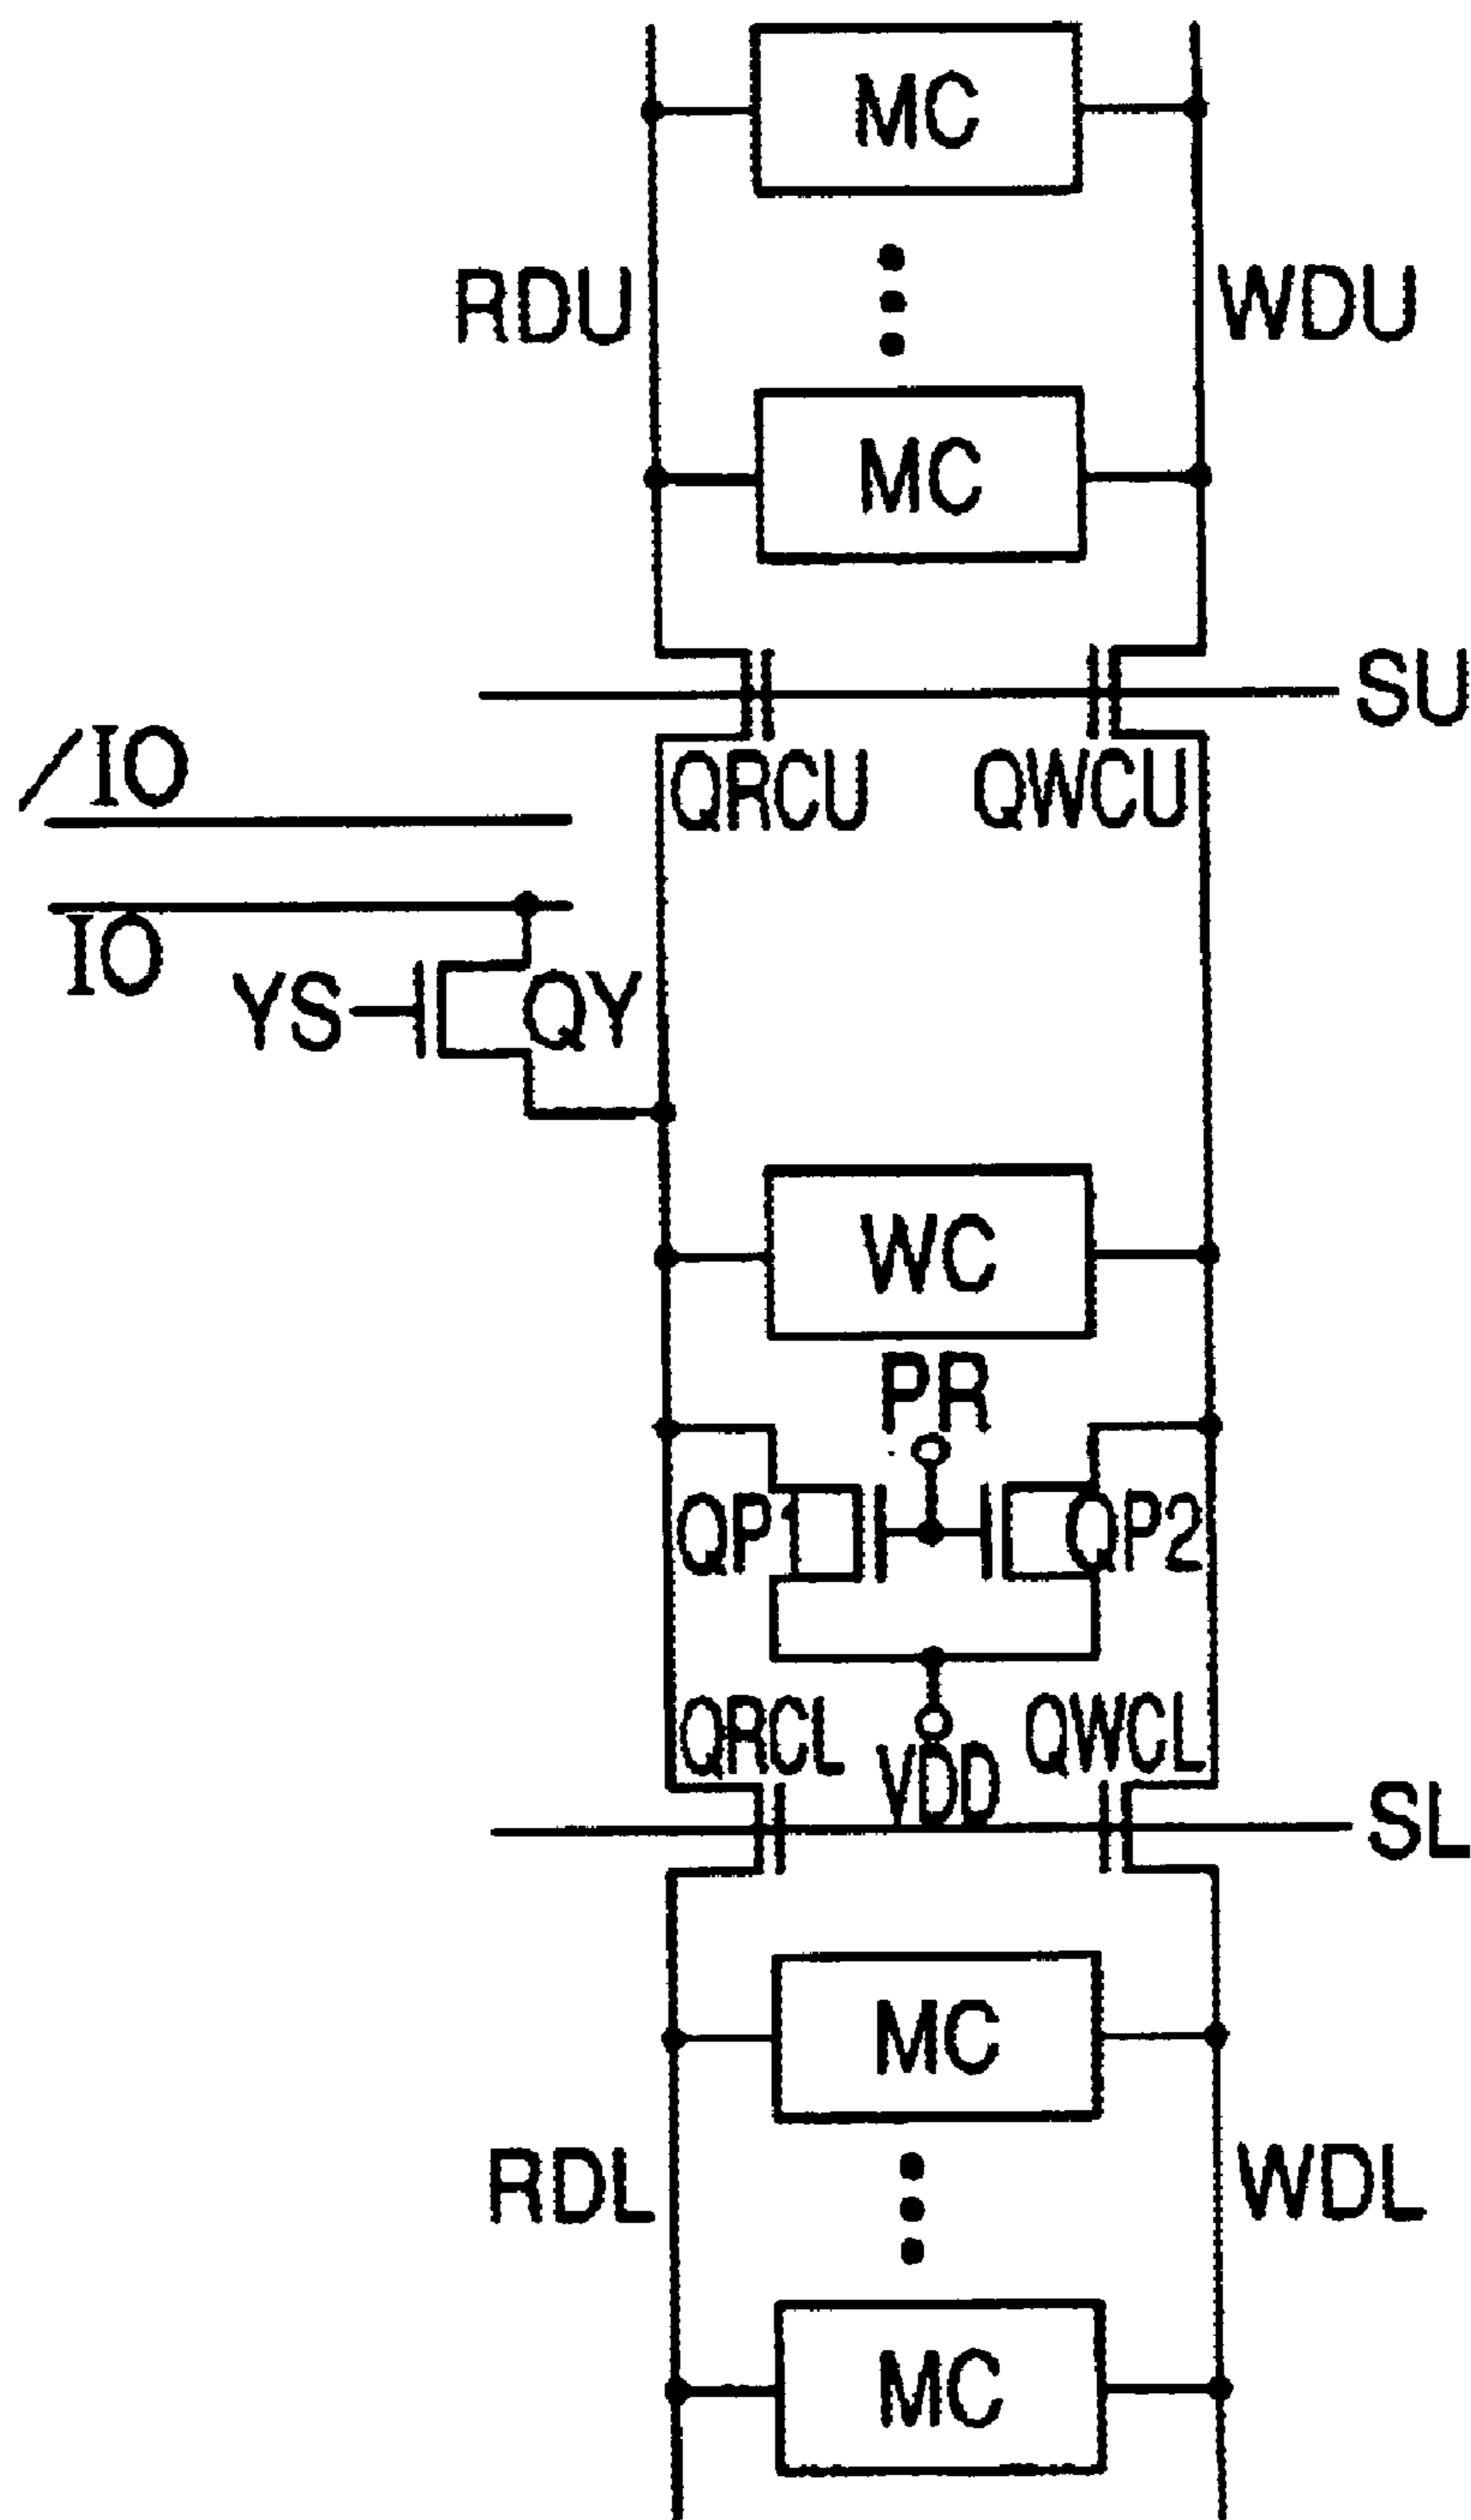 MC
RDU
WDU
MC
SU
/IO
QRCU
QWCU
IO
YS
QY
WC
PR
QP1
QP2
QRCL
QWCL
VDD
SL
MC
RDL
WDL
MC